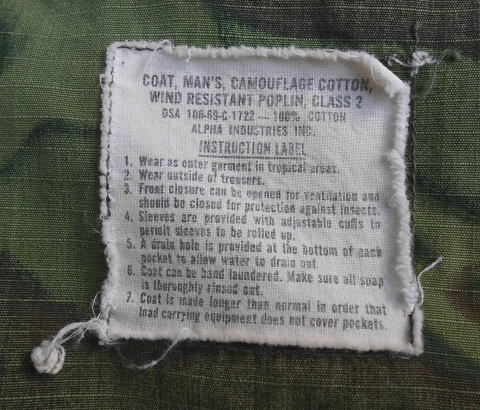 COAT, MAN'S, CAMOUFLAGE COTTON,
WIND RESISTANT POPLIN, CLASS 2
DSA 100-69-C-1722 — 100% COTTON
ALPHA INDUSTRIES INC.
INSTRUCTION LABEL
1. Wear as outer garment in tropical areas.
2. Wear outside of trousers.
3. Front closure can be opened for ventilation and
should be closed for protection against insects.
4. Sleeves are provided with adjustable cuffs to
permit sleeves to be rolled up.
5. A drain hole is provided at the bottom of each
pocket to allow water to drain out.
6. Coat can be hand laundered. Make sure all soap
is thoroughly rinsed out.
7. Coat is made longer than normal in order that
load carrying equipment does not cover pockets.